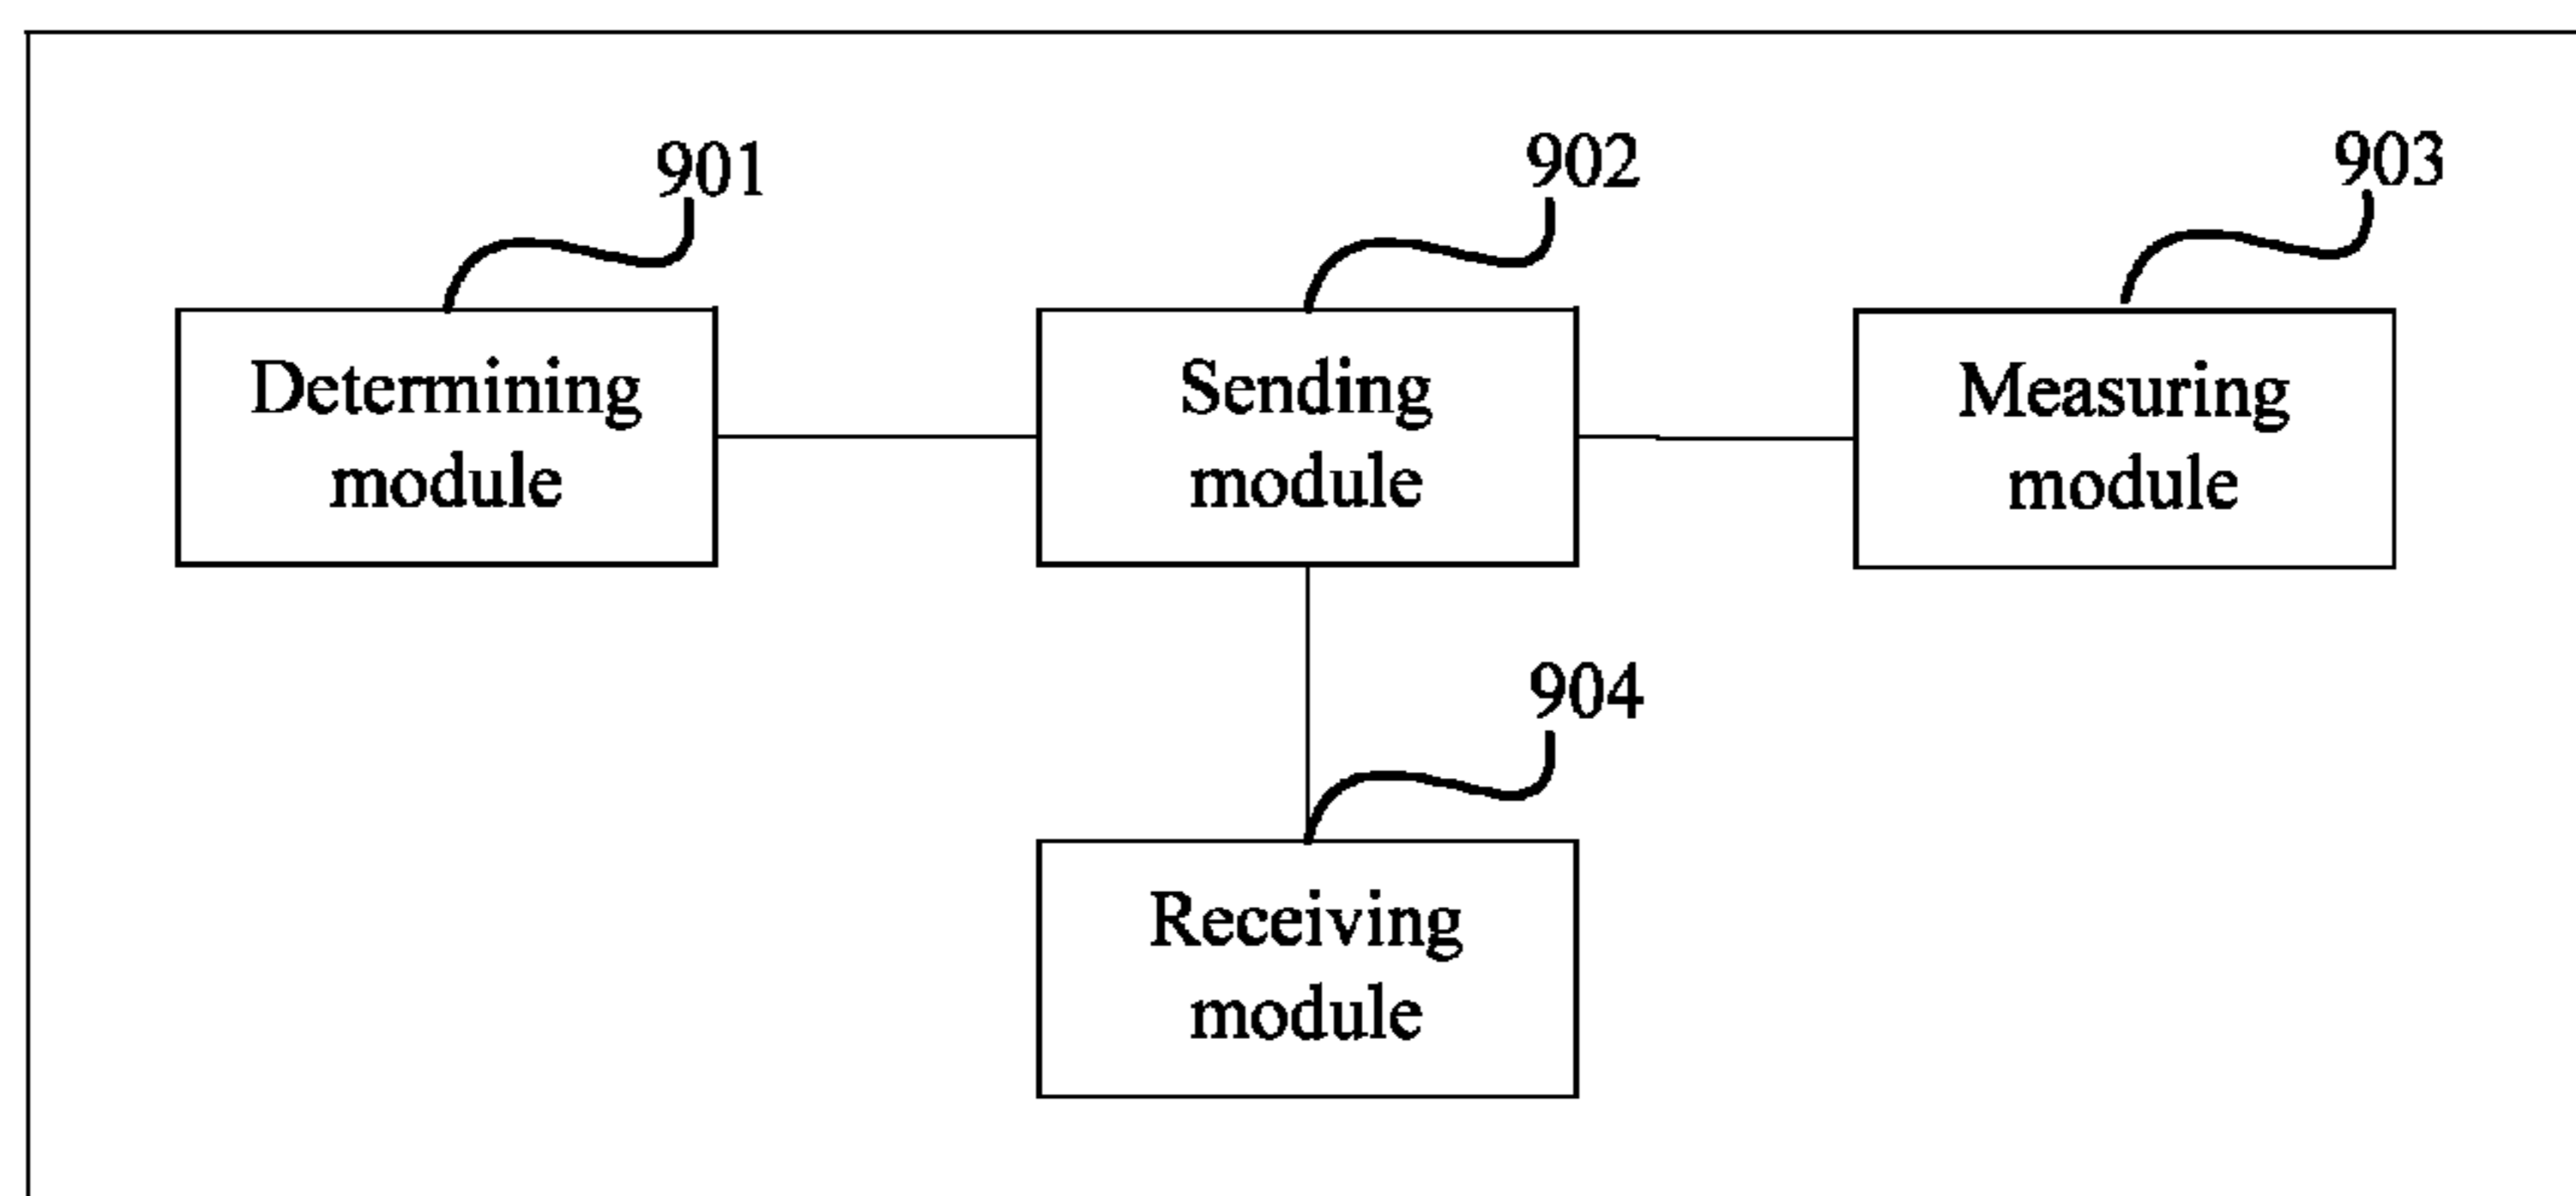 901
902
903
Determining
module
Sending
module
Measuring
module
904
Receiving
module